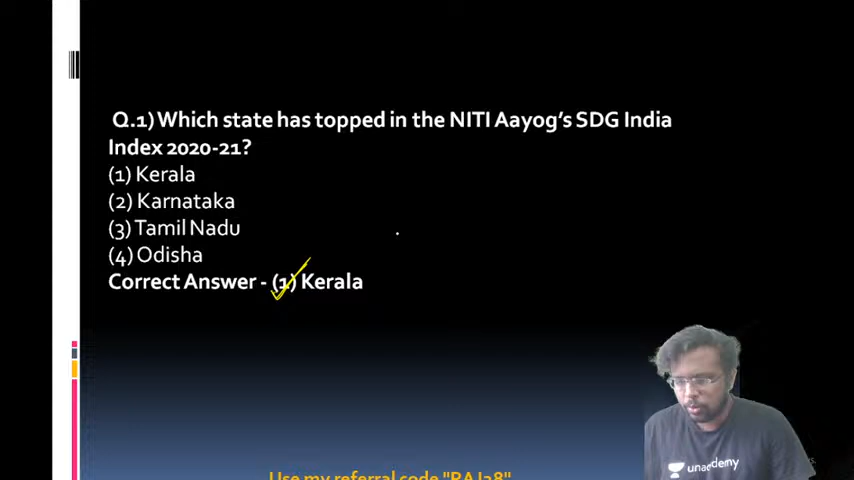 Q.1) Which state has topped in the NITI Aayog's SDG India
Index 2020-21?
(1) Kerala
(2) Karnataka
(3) Tamil Nadu
(4) Odisha
Correct Answer - (1) Kerala
unacademy
Use my referral code "RAJ28"